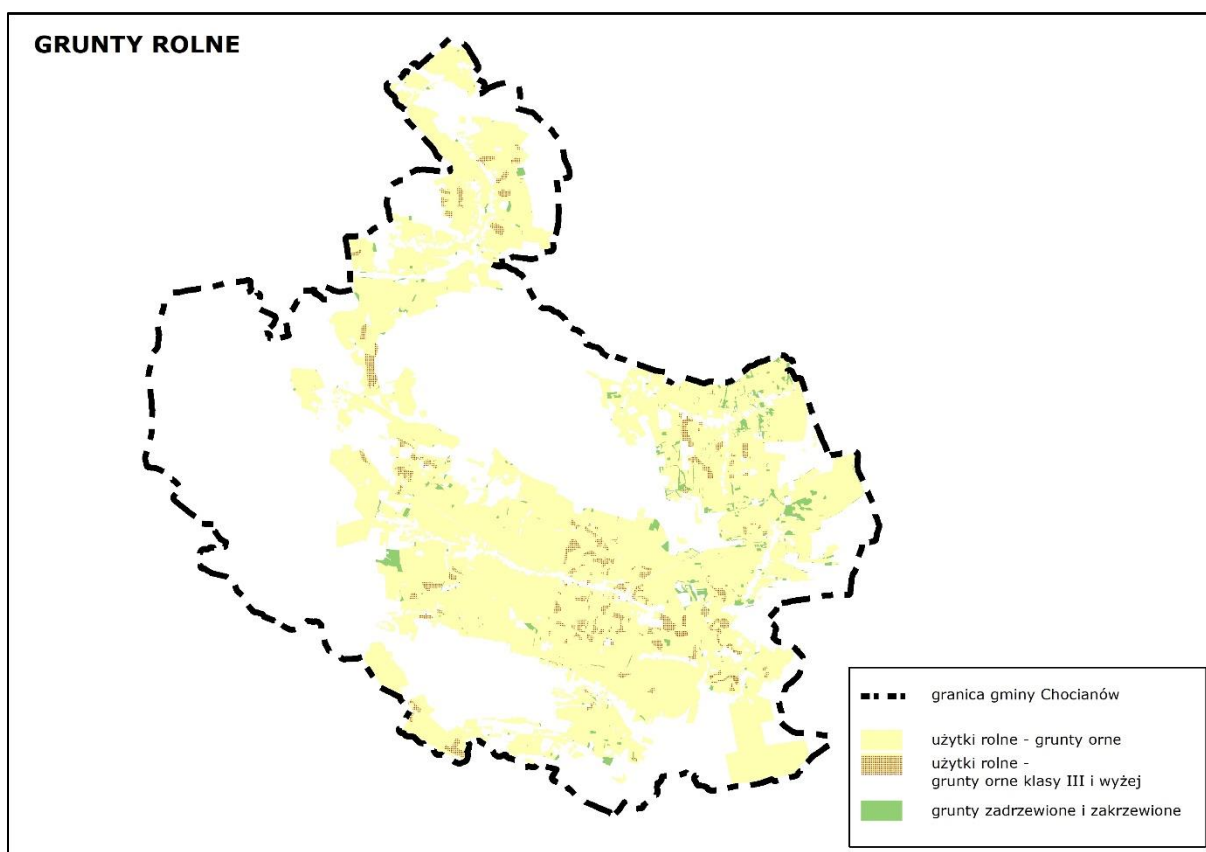 GRUNTY ROLNE
granica gminy Chocianów
użytki rolne - grunty orne
użytki rolne -
grunty orne klasy III i wyżej
grunty zadrzewione i zakrzewione